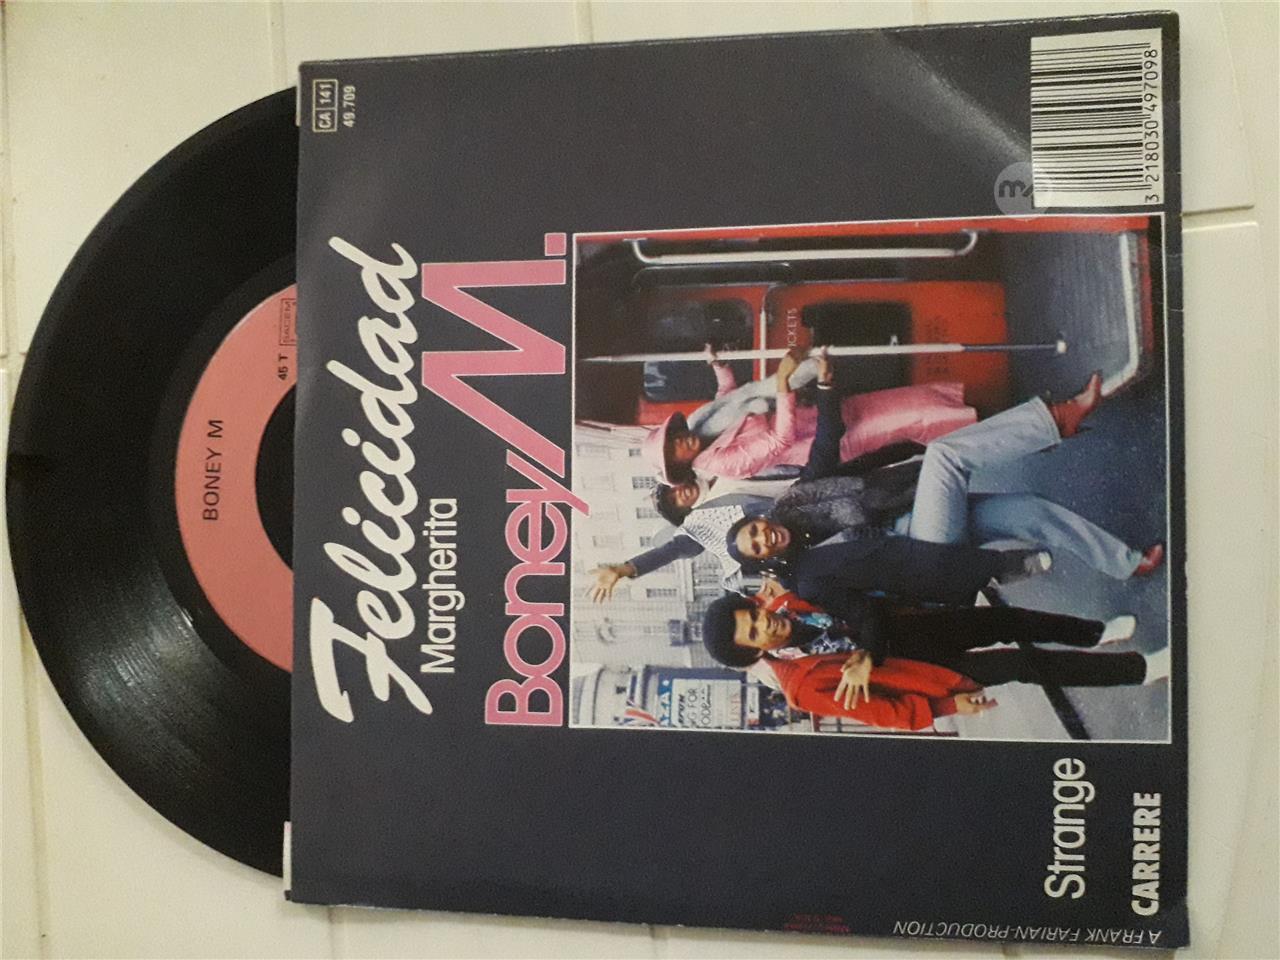 CA 141
49.709
Felicidad
Margherita
Boney M.
3 218030 497098
TICKETS
Strange
CARRERE
A FRANK FARIAN-PRODUCTION
BONEY M
45 T
SACEM